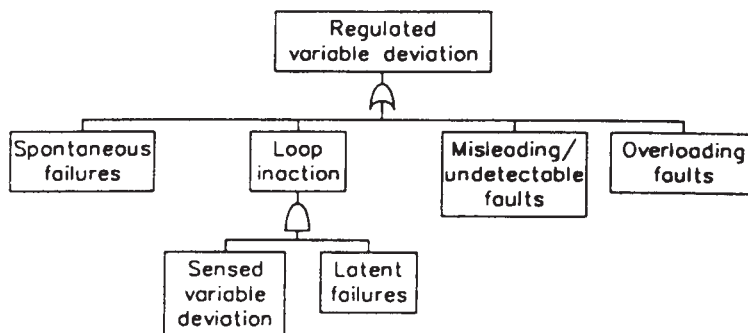 Regulated
variable deviation
Spontaneous
failures
Loop
inaction
Misleading/
undetectable
faults
Overloading
faults
Sensed
variable
deviation
Latent
failures